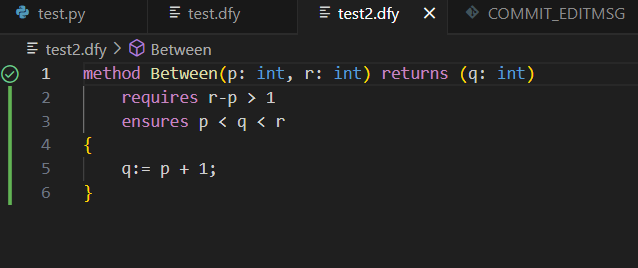 test.py test.dfy test2.dfy COMMIT_EDITMSG
test2.dfy > Between
1 method Between(p: int, r: int) returns (q: int)
2 requires r-p > 1
3 ensures p < q < r
4 {
5 q:= p + 1;
6 }